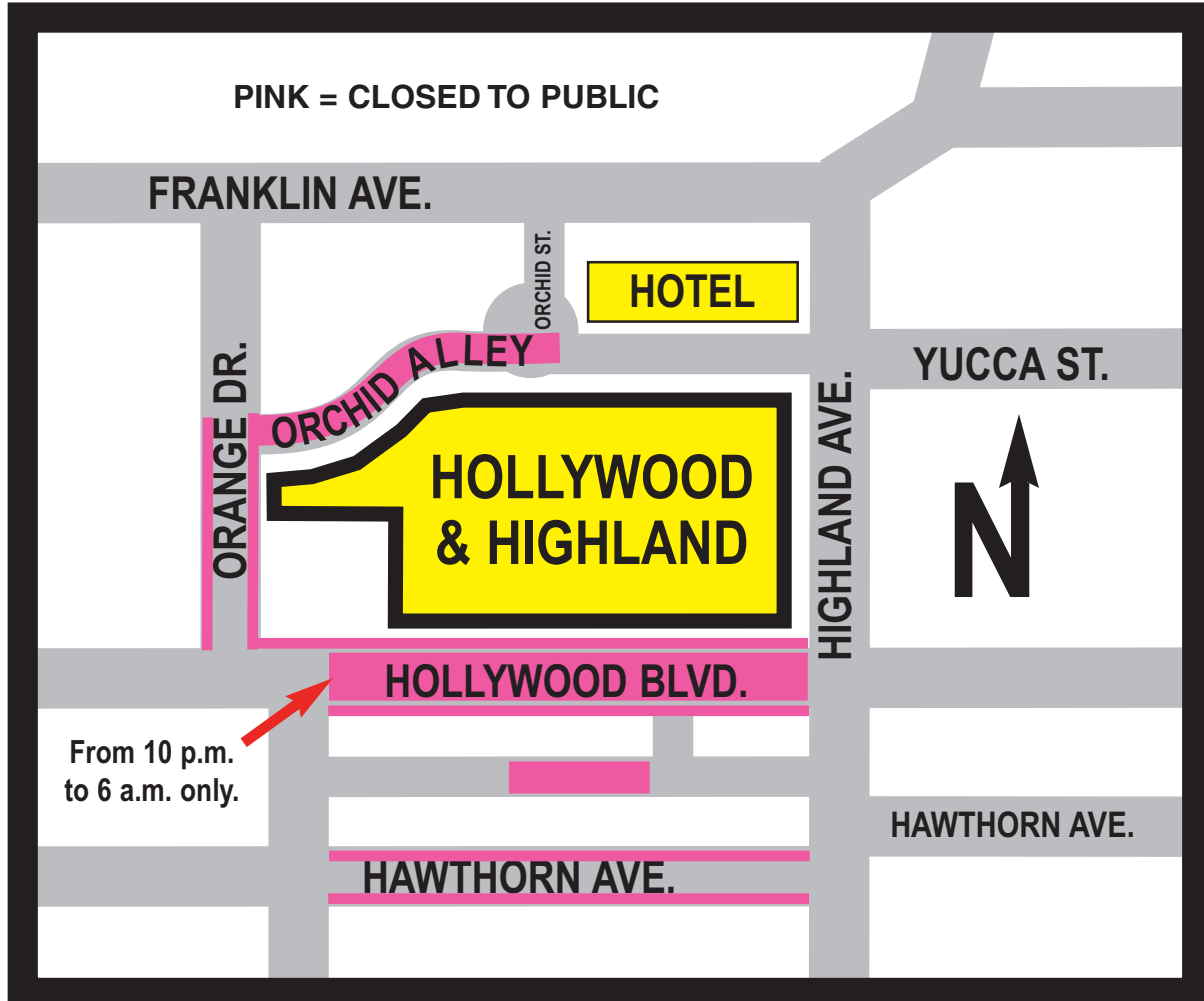 PINK = CLOSED TO PUBLIC
FRANKLIN AVE.
ORCHID ST.
HOTEL
ORCHID ALLEY
YUCCA ST.
ORANGE DR.
HOLLYWOOD
& HIGHLAND
HIGHLAND AVE.
N
HOLLYWOOD BLVD.
From 10 p.m.
to 6 a.m. only.
HAWTHORN AVE.
HAWTHORN AVE.